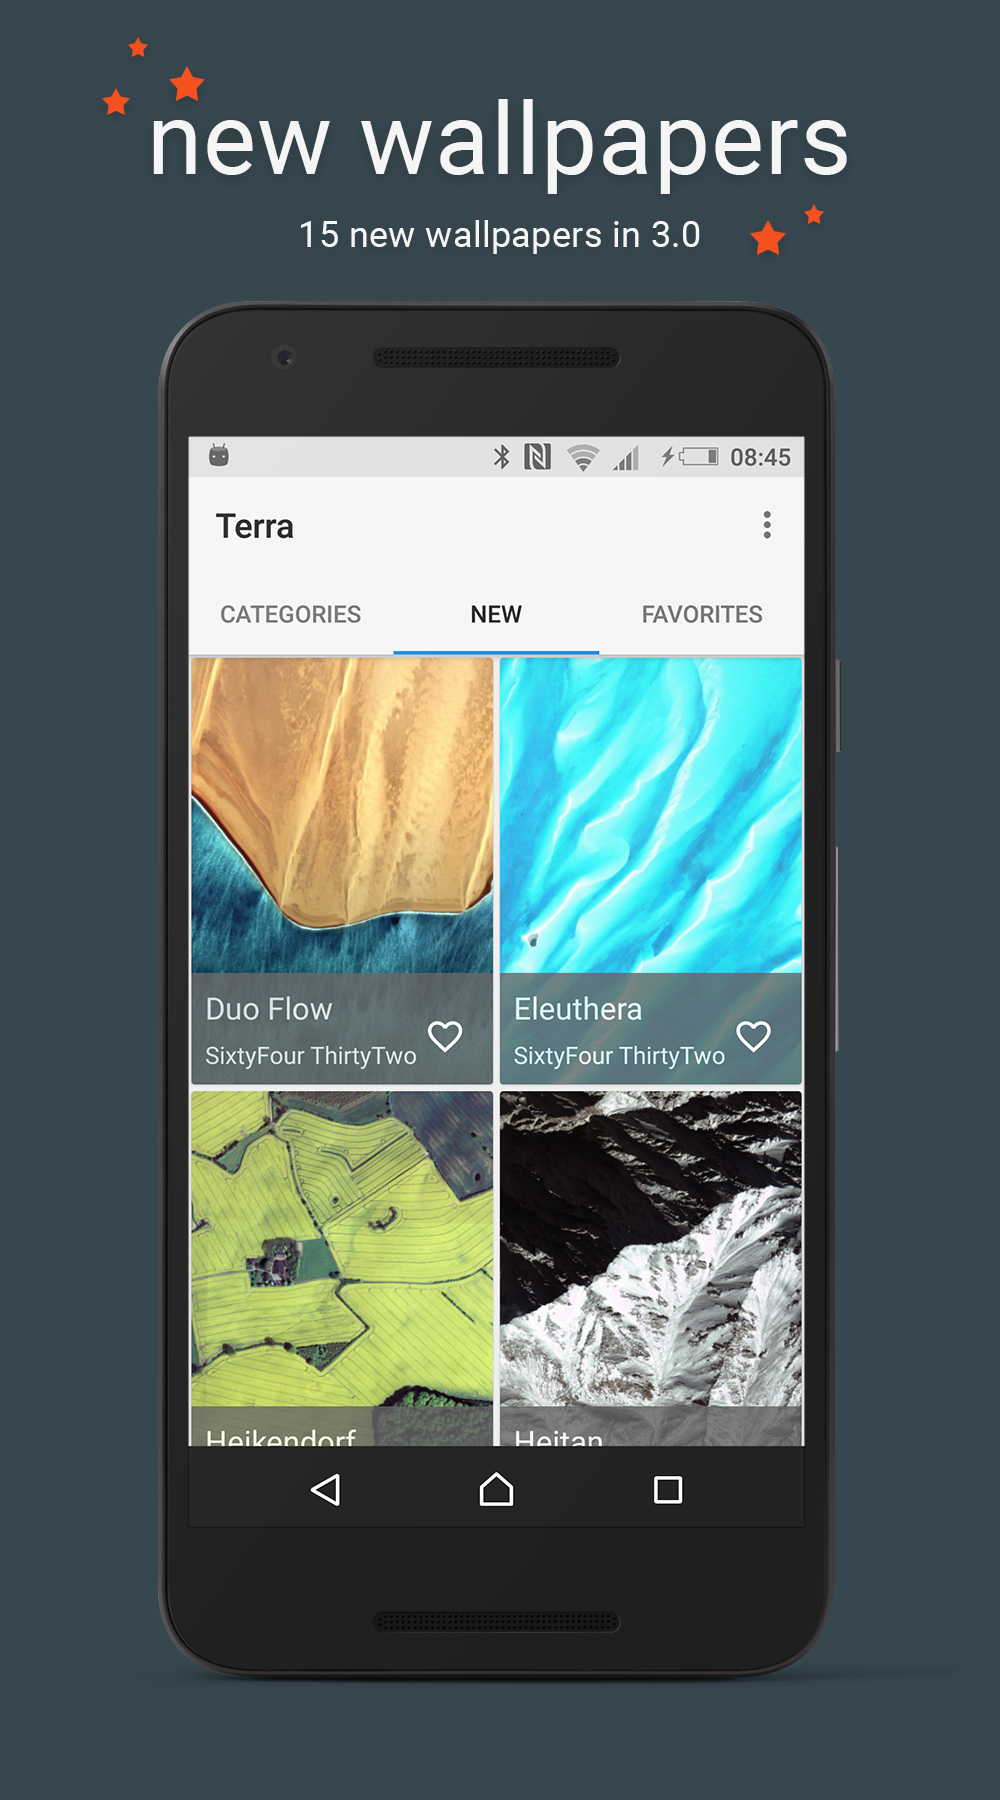 new wallpapers
15 new wallpapers in 3.0
08:45
Terra
CATEGORIES NEW FAVORITES
Duo Flow
SixtyFour ThirtyTwo
Eleuthera
SixtyFour ThirtyTwo
Heikendorf
Heitan